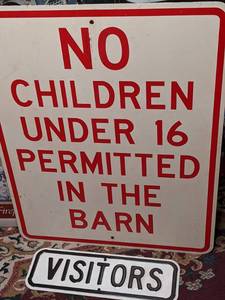 NO
CHILDREN
UNDER 16
PERMITTED
IN THE
BARN
VISITORS